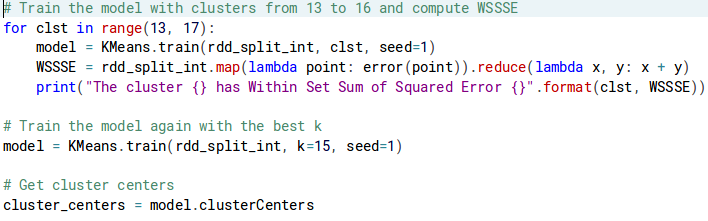 # Train the model with clusters from 13 to 16 and compute WSSSE
for clst in range(13, 17):
    model = KMeans.train(rdd_split_int, clst, seed=1)
    WSSSE = rdd_split_int.map(lambda point: error(point)).reduce(lambda x, y: x + y)
    print("The cluster {} has Within Set Sum of Squared Error {}".format(clst, WSSSE))

# Train the model again with the best k
model = KMeans.train(rdd_split_int, k=15, seed=1)

# Get cluster centers
cluster_centers = model.clusterCenters